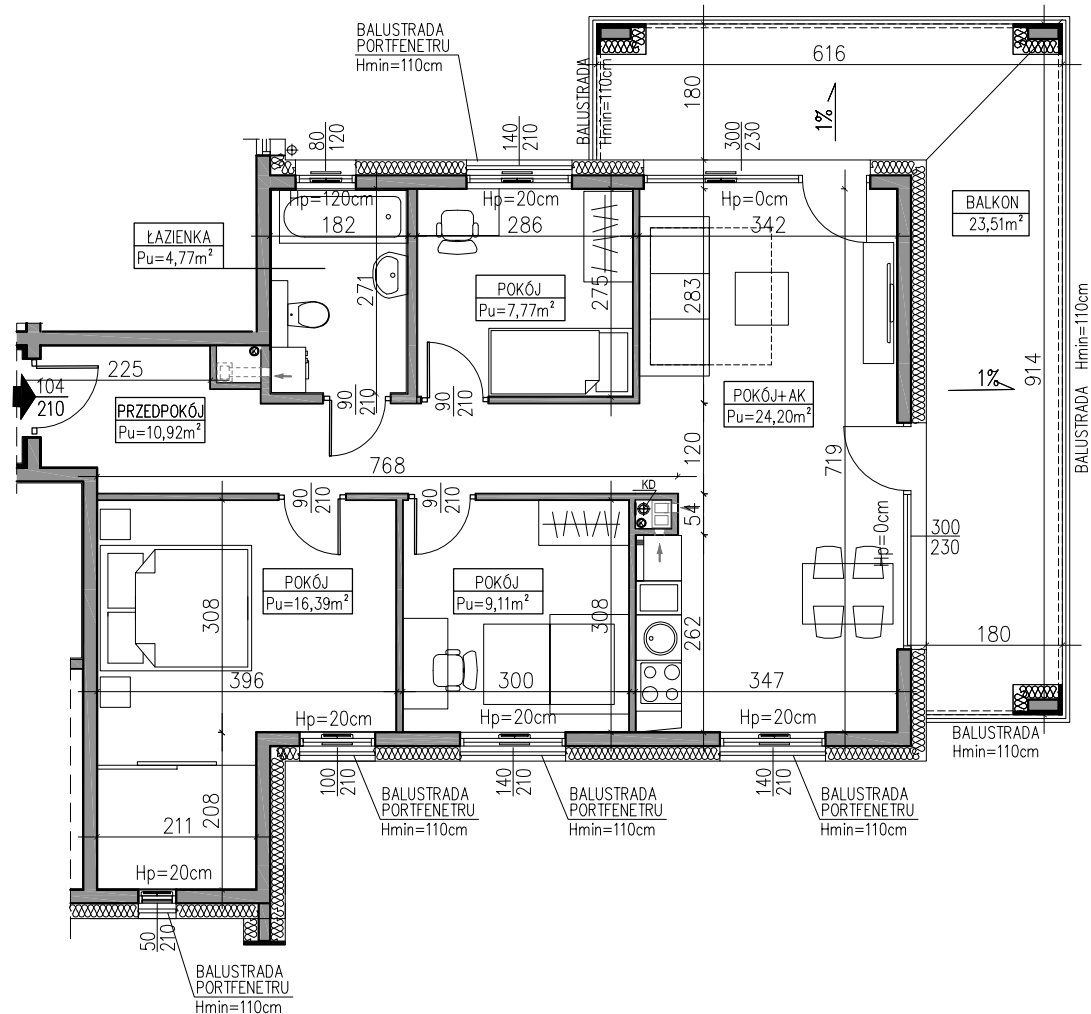 BALUSTRADA
PORTFENETRU
Hmin=110cm
BALUSTRADA
Hmin=110cm
616
180
1%
80
120
140
210
300
230
Hp=120cm
Hp=20cm
Hp=0cm
ŁAZIENKA
Pu=4,77m²
182
286
342
BALKON
23,51m²
271
POKÓJ
Pu=7,77m²
275
283
BALUSTRADA Hmin=110cm
914
1%
104
210
225
PRZEDPOKÓJ
Pu=10,92m²
90
210
90
210
POKÓJ+AK
Pu=24,20m²
768
120
719
90
210
90
210
KD
54
Hp=0cm
300
230
POKÓJ
Pu=16,39m²
POKÓJ
Pu=9,11m²
308
308
262
180
396
300
347
Hp=20cm
Hp=20cm
Hp=20cm
BALUSTRADA
Hmin=110cm
100
210
140
210
140
210
BALUSTRADA
PORTFENETRU
Hmin=110cm
BALUSTRADA
PORTFENETRU
Hmin=110cm
BALUSTRADA
PORTFENETRU
Hmin=110cm
211
208
Hp=20cm
50
210
BALUSTRADA
PORTFENETRU
Hmin=110cm